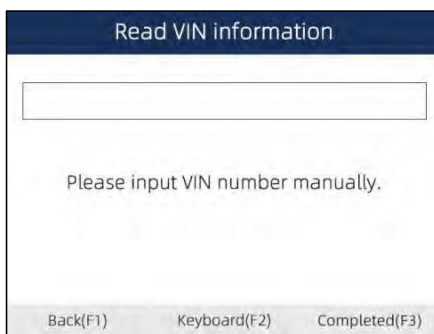 Read VIN information
Please input VIN number manually.
Back(F1) Keyboard(F2) Completed(F3)